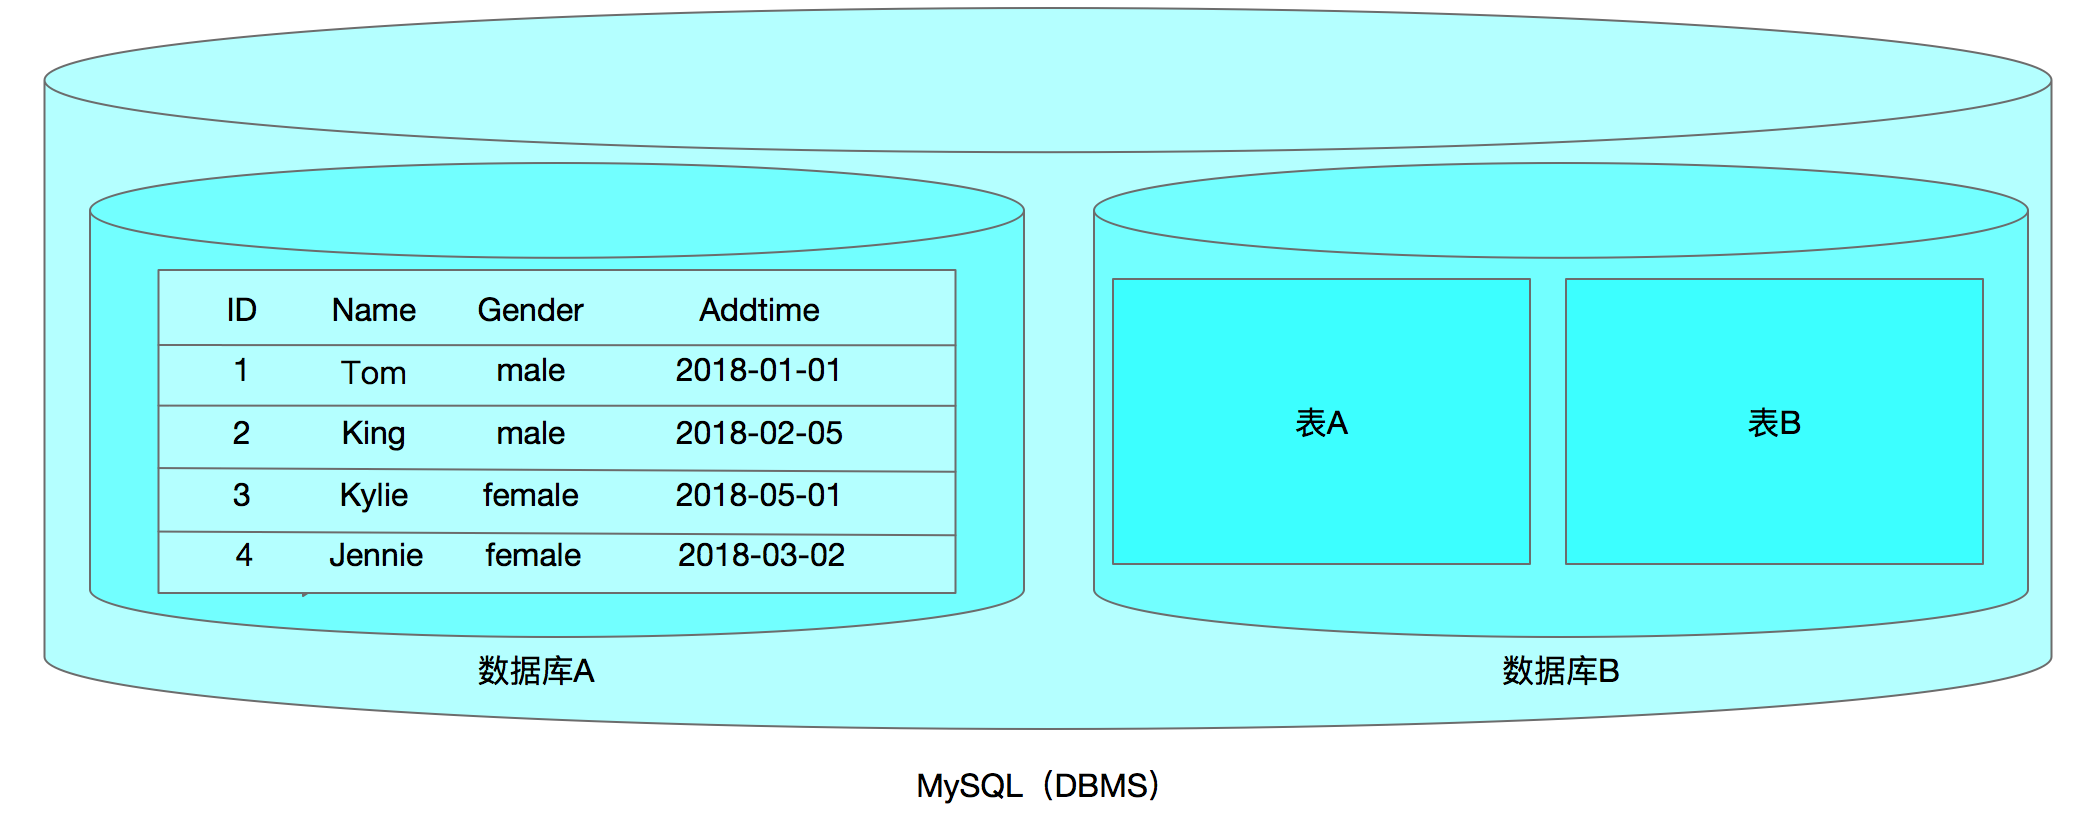 ID Name Gender Addtime
1 Tom male 2018-01-01
2 King male 2018-02-05
3 Kylie female 2018-05-01
4 Jennie female 2018-03-02
表A 表B
数据库A 数据库B
MySQL（DBMS）